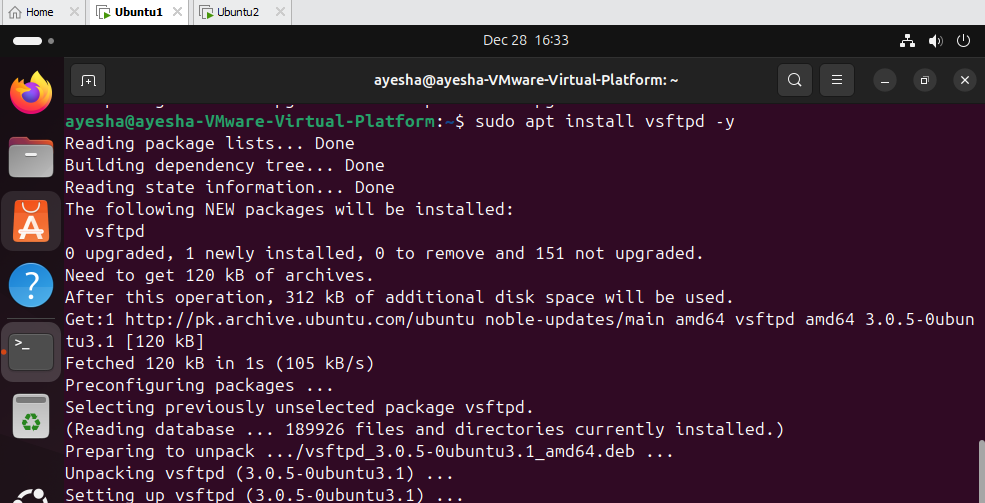 Home
Ubuntu1
Ubuntu2
Dec 28 16:33
ayesha@ayesha-VMware-Virtual-Platform: ~
ayesha@ayesha-VMware-Virtual-Platform:~$ sudo apt install vsftpd -y
Reading package lists... Done
Building dependency tree... Done
Reading state information... Done
The following NEW packages will be installed:
  vsftpd
0 upgraded, 1 newly installed, 0 to remove and 151 not upgraded.
Need to get 120 kB of archives.
After this operation, 312 kB of additional disk space will be used.
Get:1 http://pk.archive.ubuntu.com/ubuntu noble-updates/main amd64 vsftpd amd64 3.0.5-0ubun
tu3.1 [120 kB]
Fetched 120 kB in 1s (105 kB/s)
Preconfiguring packages ...
Selecting previously unselected package vsftpd.
(Reading database ... 189926 files and directories currently installed.)
Preparing to unpack .../vsftpd_3.0.5-0ubuntu3.1_amd64.deb ...
Unpacking vsftpd (3.0.5-0ubuntu3.1) ...
Setting up vsftpd (3.0.5-0ubuntu3.1) ...